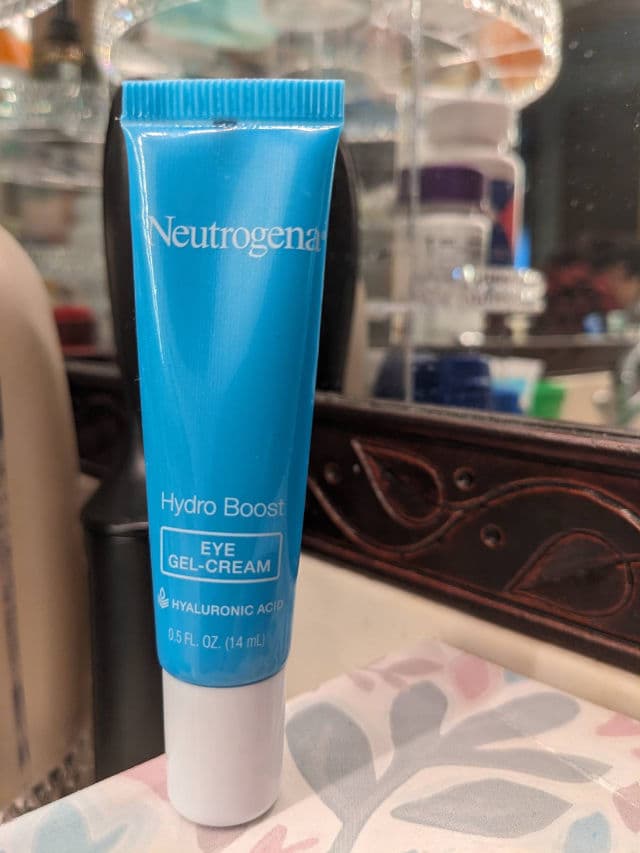 Neutrogena®
Hydro Boost
EYE
GEL-CREAM
HYALURONIC ACID
0.5 FL. OZ. (14 mL)